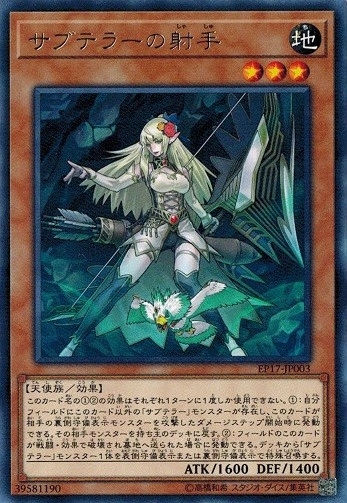 サブテラーの射手
地
EP17-JP003
【天使族/効果】
このカード名の①②の効果はそれぞれ1ターンに1度しか使用できない。①:自分
フィールドにこのカード以外の「サブテラー」モンスターが存在し、このカードが
相手の裏側守備表示モンスターを攻撃したダメージステップ開始時に発動
できる。その相手モンスターを持ち主のデッキに戻す。②:フィールドのこのカード
が戦闘・効果で破壊され墓地へ送られた場合に発動できる。デッキから「サブテ
ラー」モンスター1体を表側守備表示または裏側守備表示で特殊召喚する。
ATK/1600 DEF/1400
39581190
©高橋和希 スタジオ・ダイス/集英社